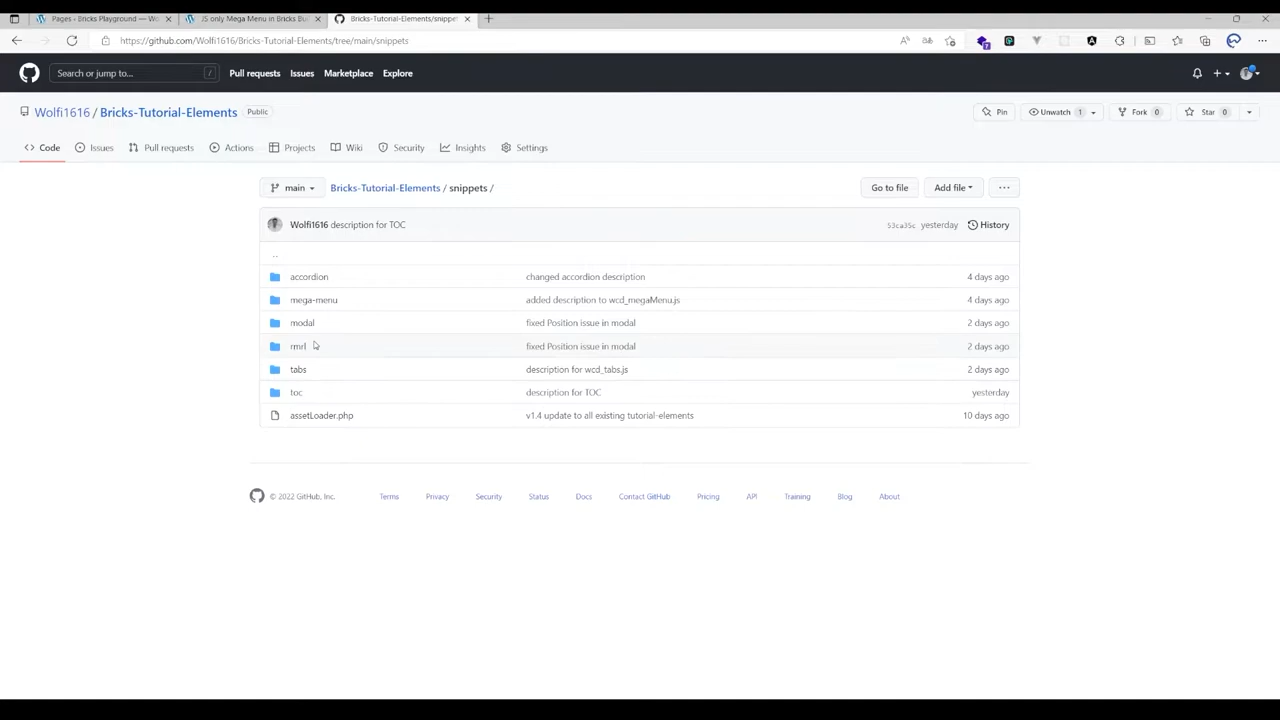 Pages ‹ Bricks Playground — Wo
JS only Mega Menu in Bricks Bui
Bricks-Tutorial-Elements/snippet
https://github.com/Wolfi1616/Bricks-Tutorial-Elements/tree/main/snippets
Search or jump to... /
Pull requests Issues Marketplace Explore
Wolfi1616 / Bricks-Tutorial-Elements Public
Pin Unwatch 1 Fork 0 Star 0
Code Issues Pull requests Actions Projects Wiki Security Insights Settings
main Bricks-Tutorial-Elements / snippets / Go to file Add file ...
Wolfi1616 description for TOC 53ca35c yesterday History
..
accordion changed accordion description 4 days ago
mega-menu added description to wcd_megaMenu.js 4 days ago
modal fixed Position issue in modal 2 days ago
rmrl fixed Position issue in modal 2 days ago
tabs description for wcd_tabs.js 2 days ago
toc description for TOC yesterday
assetLoader.php v1.4 update to all existing tutorial-elements 10 days ago
© 2022 GitHub, Inc. Terms Privacy Security Status Docs Contact GitHub Pricing API Training Blog About